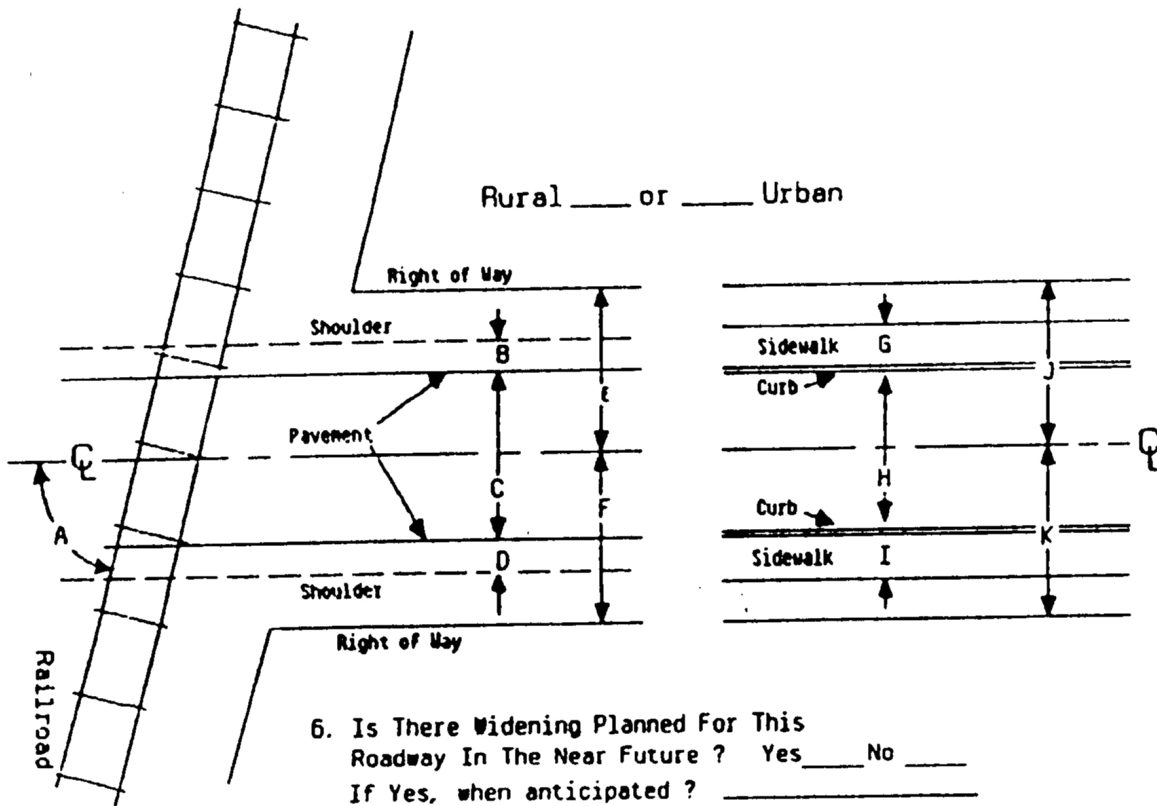 Rural ____ or ____ Urban
Right of Way
Shoulder
B
Sidewalk G
Curb
E
J
Pavement
℄
℄
C
H
F
A
Curb
K
D
Sidewalk I
Shoulder
Right of Way
Railroad
6. Is There Widening Planned For This
Roadway In The Near Future ? Yes____No ____
If Yes, when anticipated ? ________________